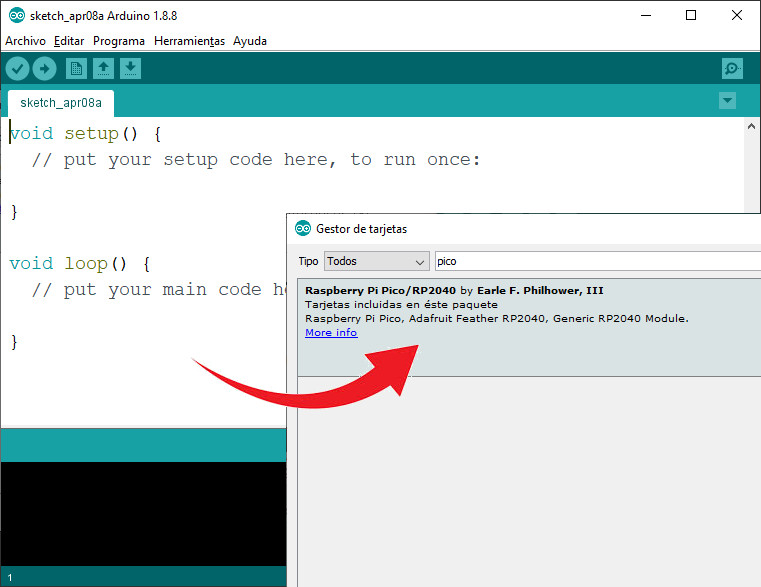 sketch_apr08a Arduino 1.8.8
Archivo Editar Programa Herramientas Ayuda
sketch_apr08a
void setup() {
// put your setup code here, to run once:
}
void loop() {
// put your main code he
}
Gestor de tarjetas
Tipo Todos pico
Raspberry Pi Pico/RP2040 by Earle F. Philhower, III
Tarjetas incluidas en éste paquete
Raspberry Pi Pico, Adafruit Feather RP2040, Generic RP2040 Module.
More info
1